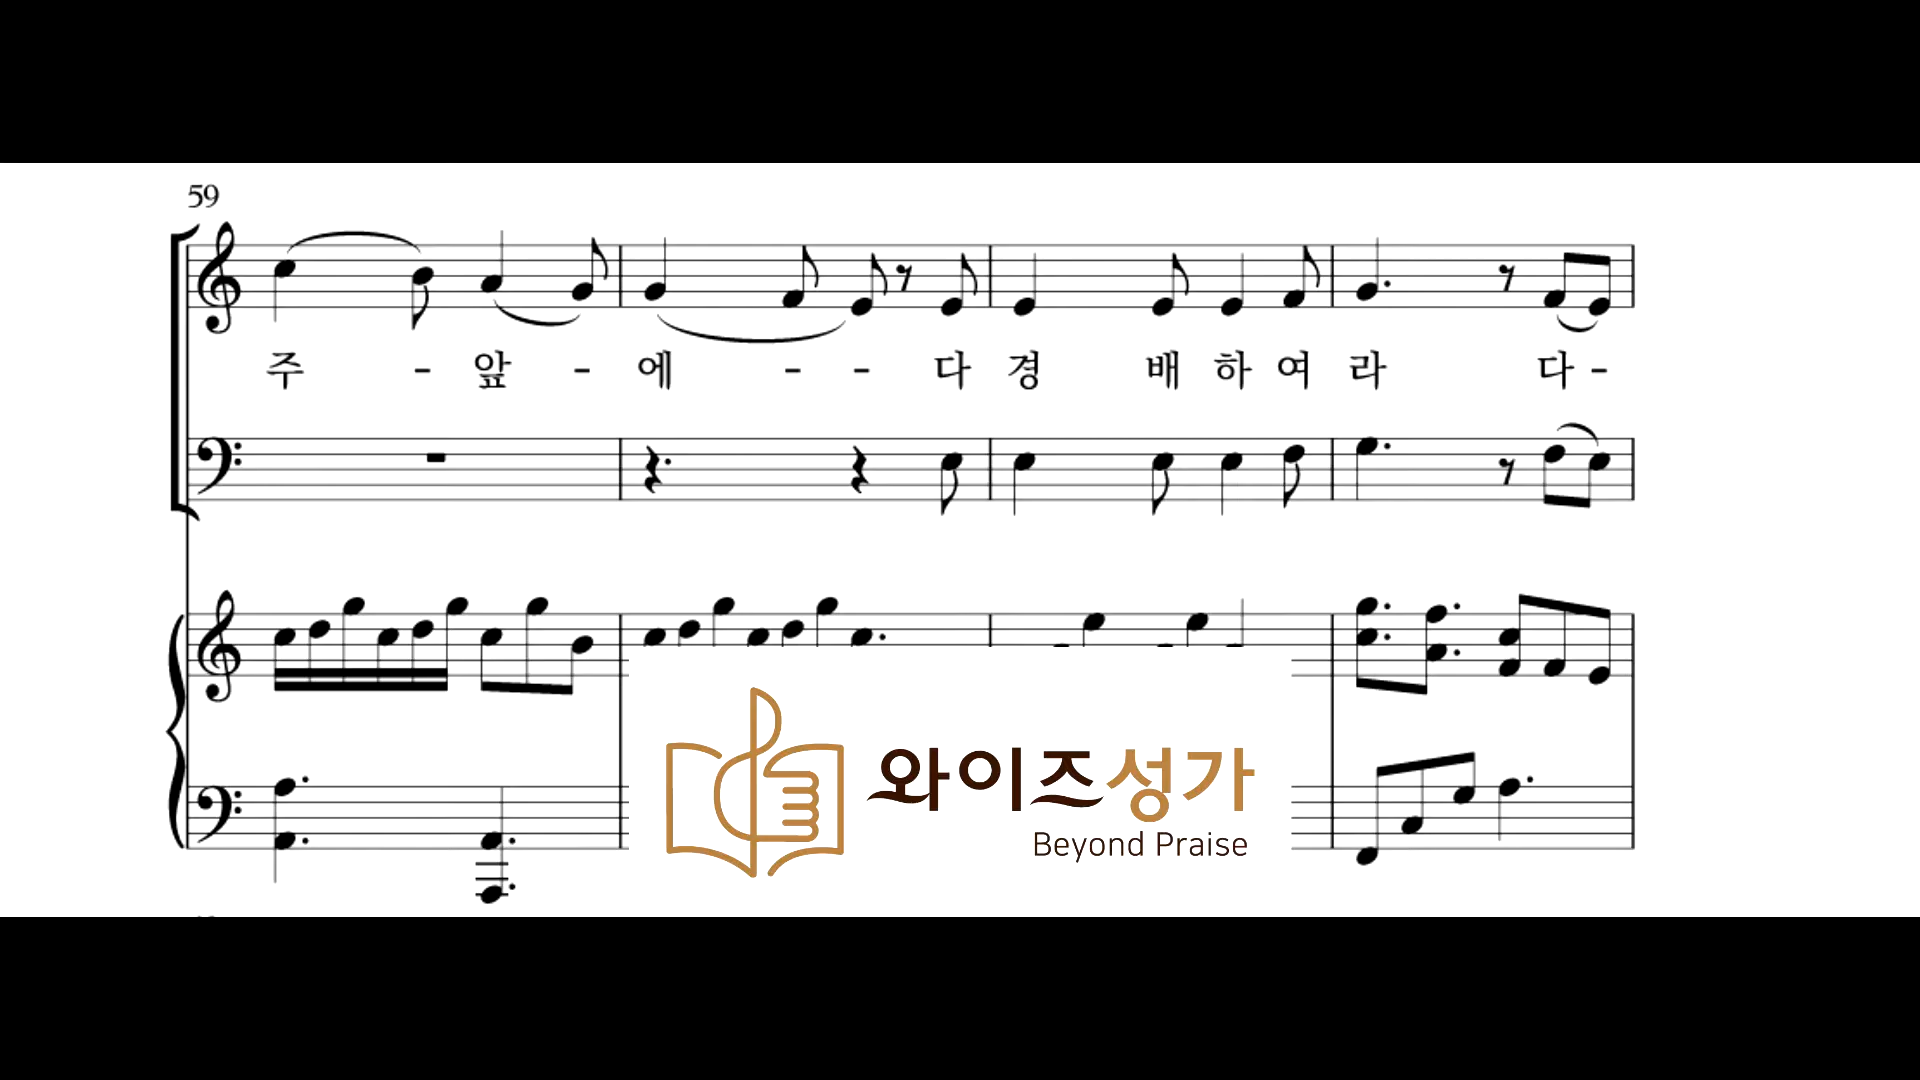 59
주 - 앞 - 에 - - 다 경 배 하 여 라 다 -
와이즈성가
Beyond Praise